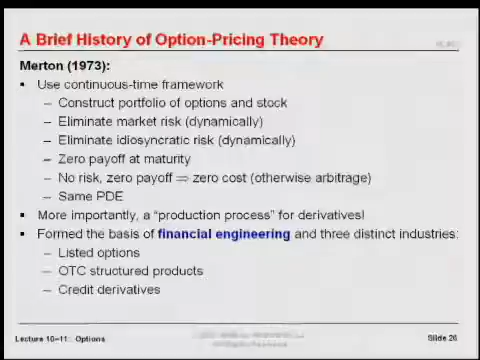 A Brief History of Option-Pricing Theory
Merton (1973):
▪ Use continuous-time framework
– Construct portfolio of options and stock
– Eliminate market risk (dynamically)
– Eliminate idiosyncratic risk (dynamically)
– Zero payoff at maturity
– No risk, zero payoff ⇒ zero cost (otherwise arbitrage)
– Same PDE
▪ More importantly, a “production process” for derivatives!
▪ Formed the basis of financial engineering and three distinct industries:
– Listed options
– OTC structured products
– Credit derivatives
Lecture 10–11: Options
Slide 26